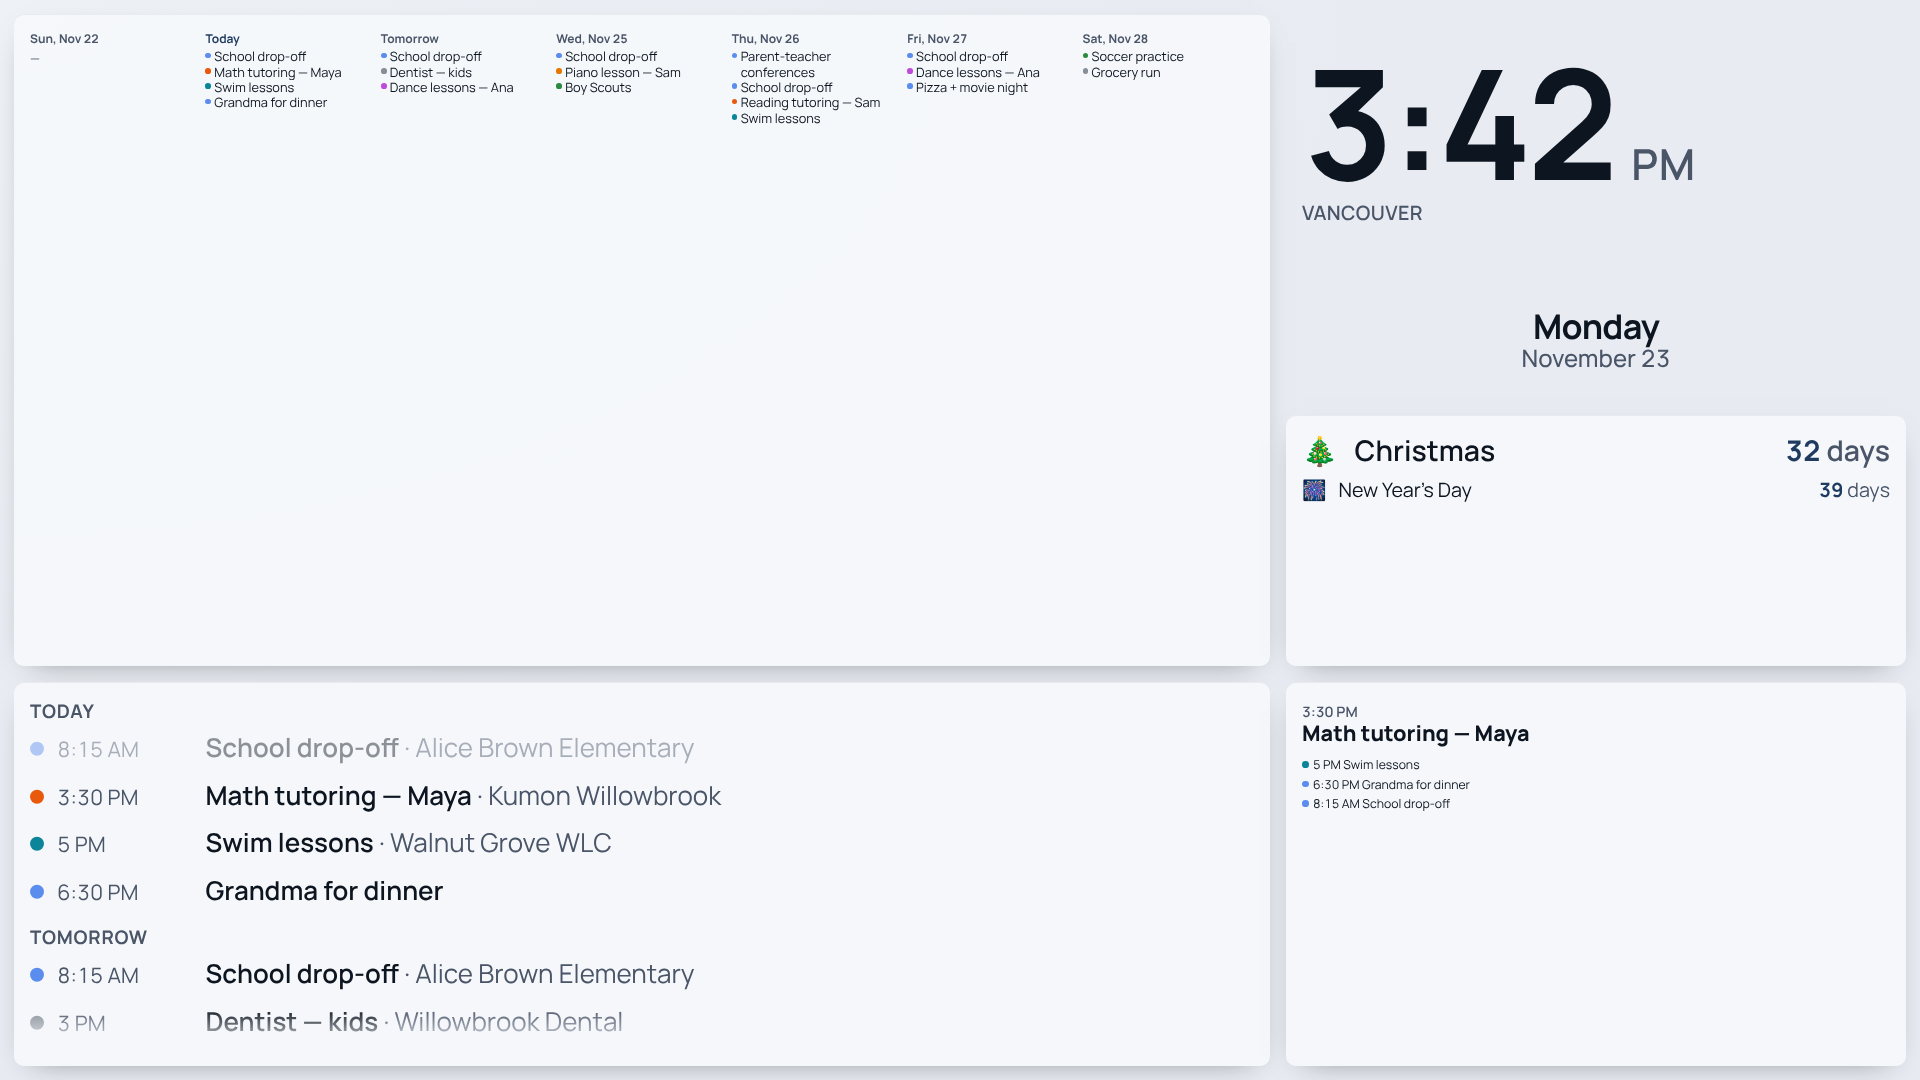 Sun, Nov 22
—
Today
School drop-off
Math tutoring — Maya
Swim lessons
Grandma for dinner
Tomorrow
School drop-off
Dentist — kids
Dance lessons — Ana
Wed, Nov 25
School drop-off
Piano lesson — Sam
Boy Scouts
Thu, Nov 26
Parent-teacher
conferences
School drop-off
Reading tutoring — Sam
Swim lessons
Fri, Nov 27
School drop-off
Dance lessons — Ana
Pizza + movie night
Sat, Nov 28
Soccer practice
Grocery run
3:42 PM
VANCOUVER
Monday
November 23
Christmas 32 days
New Year's Day 39 days
TODAY
8:15 AM School drop-off · Alice Brown Elementary
3:30 PM Math tutoring — Maya · Kumon Willowbrook
5 PM Swim lessons · Walnut Grove WLC
6:30 PM Grandma for dinner
TOMORROW
8:15 AM School drop-off · Alice Brown Elementary
3 PM Dentist — kids · Willowbrook Dental
3:30 PM
Math tutoring — Maya
5 PM Swim lessons
6:30 PM Grandma for dinner
8:15 AM School drop-off